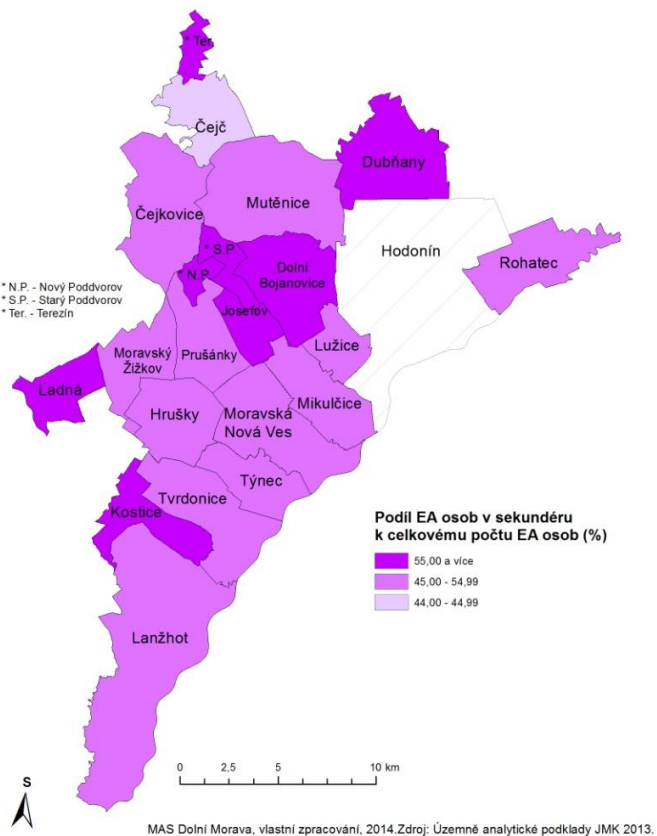 * Ter.
Čejč
Dubňany
Čejkovice
Mutěnice
* S.P.
Hodonín
Rohatec
* N.P.
Dolní
Bojanovice
* N.P. - Nový Poddvorov
* S.P. - Starý Poddvorov
* Ter. - Terezín
Josefov
Lužice
Moravský
Žižkov
Prušánky
Ladná
Mikulčice
Hrušky
Moravská
Nová Ves
Týnec
Tvrdonice
Kostice
Podíl EA osob v sekundéru
k celkovému počtu EA osob (%)
55,00 a více
45,00 - 54,99
44,00 - 44,99
Lanžhot
0 2,5 5 10 km
S
MAS Dolní Morava, vlastní zpracování, 2014.Zdroj: Územně analytické podklady JMK 2013.